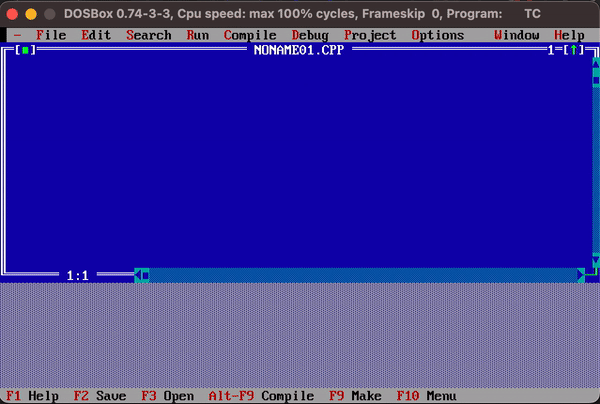 DOSBox 0.74-3-3, Cpu speed: max 100% cycles, Frameskip 0, Program: TC
- File Edit Search Run Compile Debug Project Options Window Help
[■] NONAME01.CPP 1=[↑]
1:1
F1 Help F2 Save F3 Open Alt-F9 Compile F9 Make F10 Menu